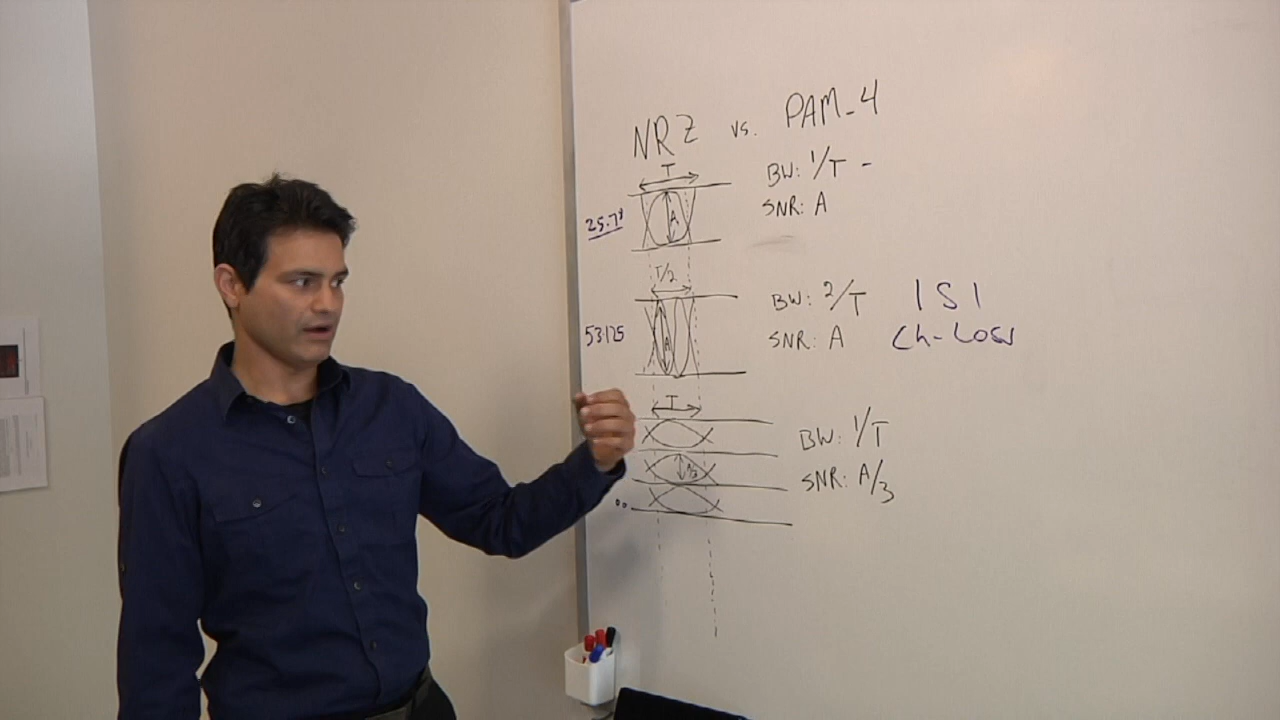 NRZ vs. PAM-4
T
BW: 1/T -
SNR: A
25.78
A
T/2
BW: 2/T
SNR: A
ISI
Ch-Loss
53.125
A
T
BW: 1/T
SNR: A/3
A/3